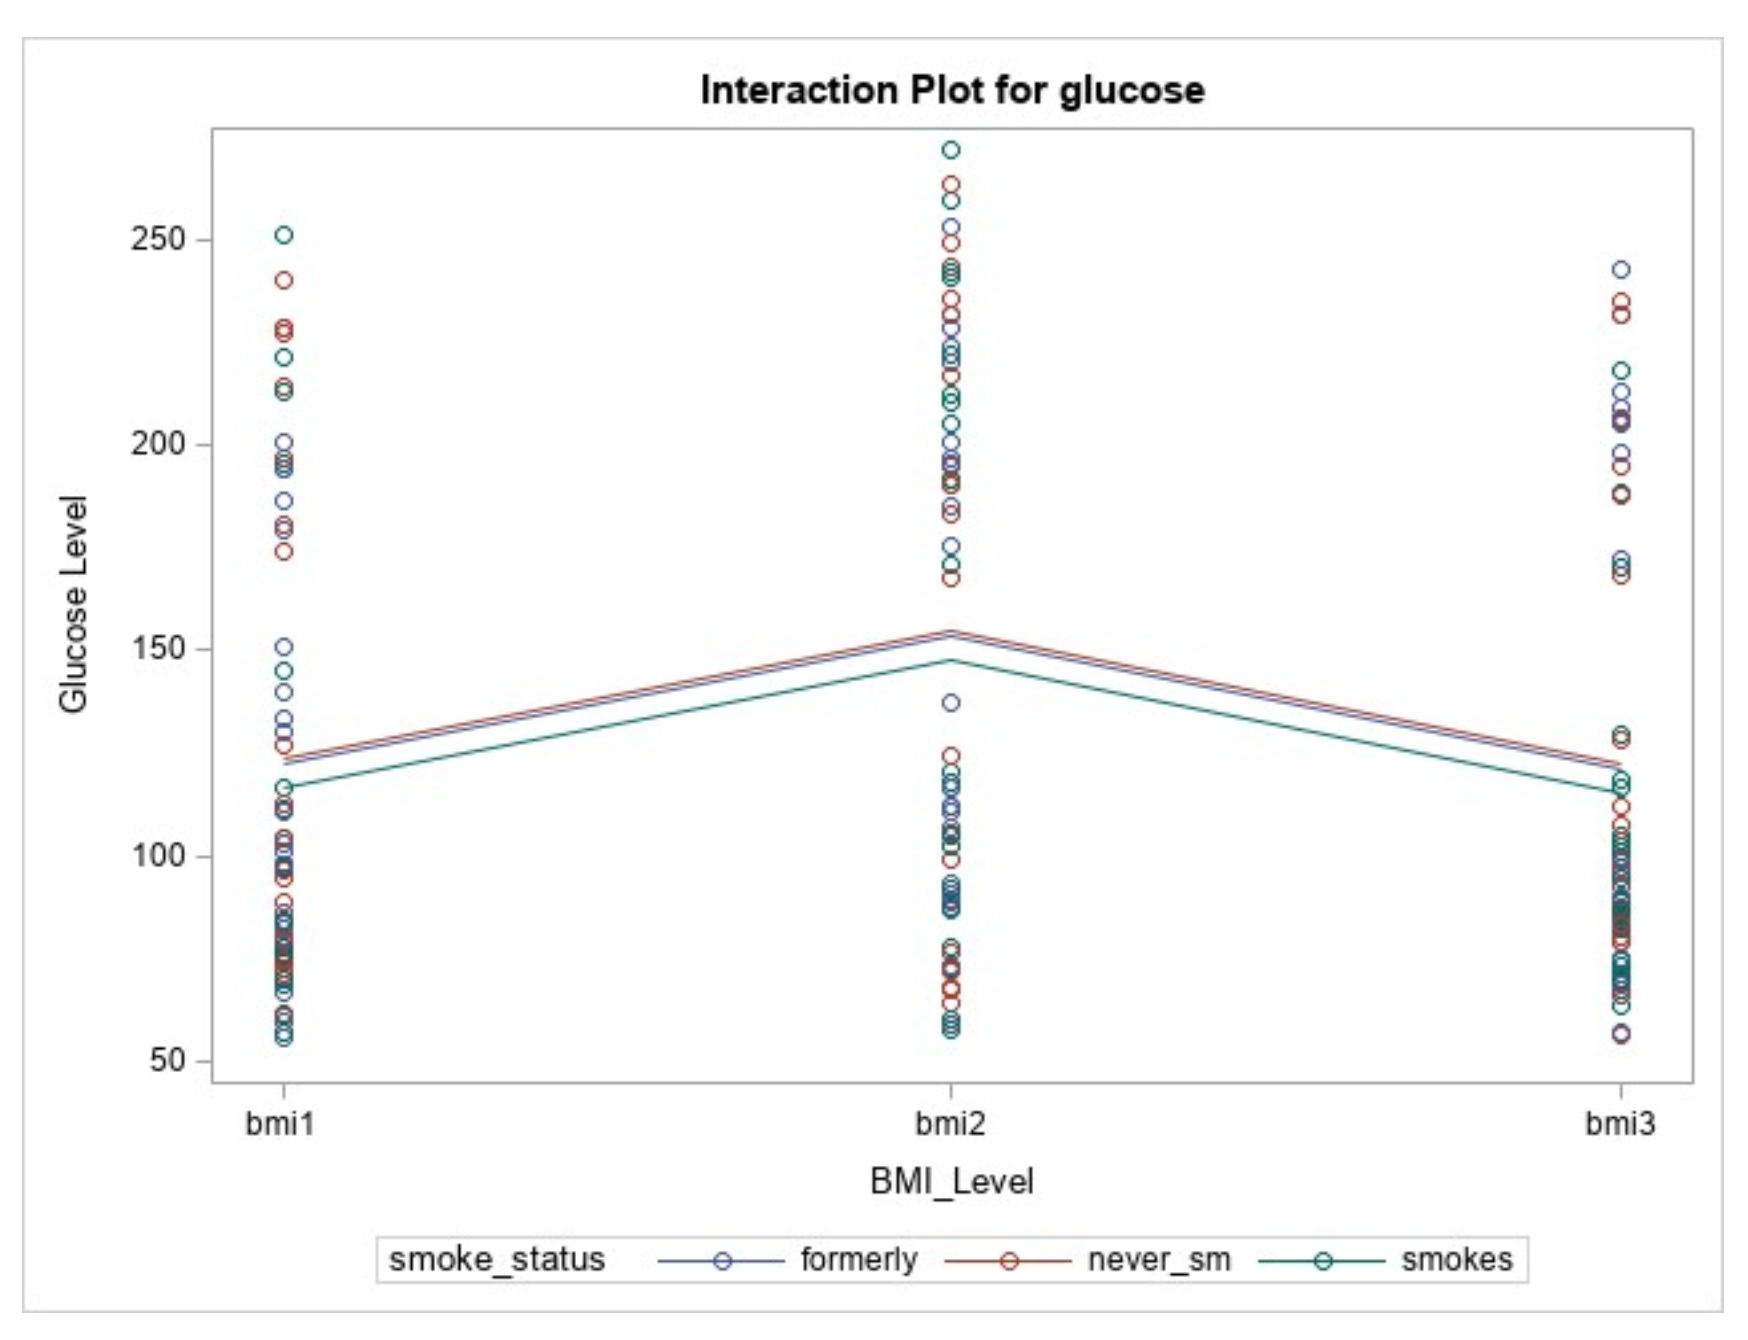 Interaction Plot for glucose
Glucose Level
250
200
150
100
50
bmi1 bmi2 bmi3
BMI_Level
smoke_status formerly never_sm smokes